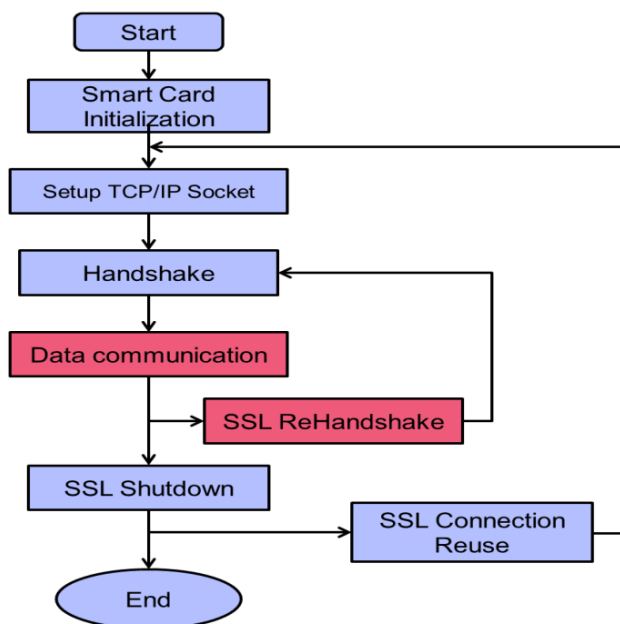 Start
Smart Card
Initialization
Setup TCP/IP Socket
Handshake
Data communication
SSL ReHandshake
SSL Shutdown
SSL Connection
Reuse
End